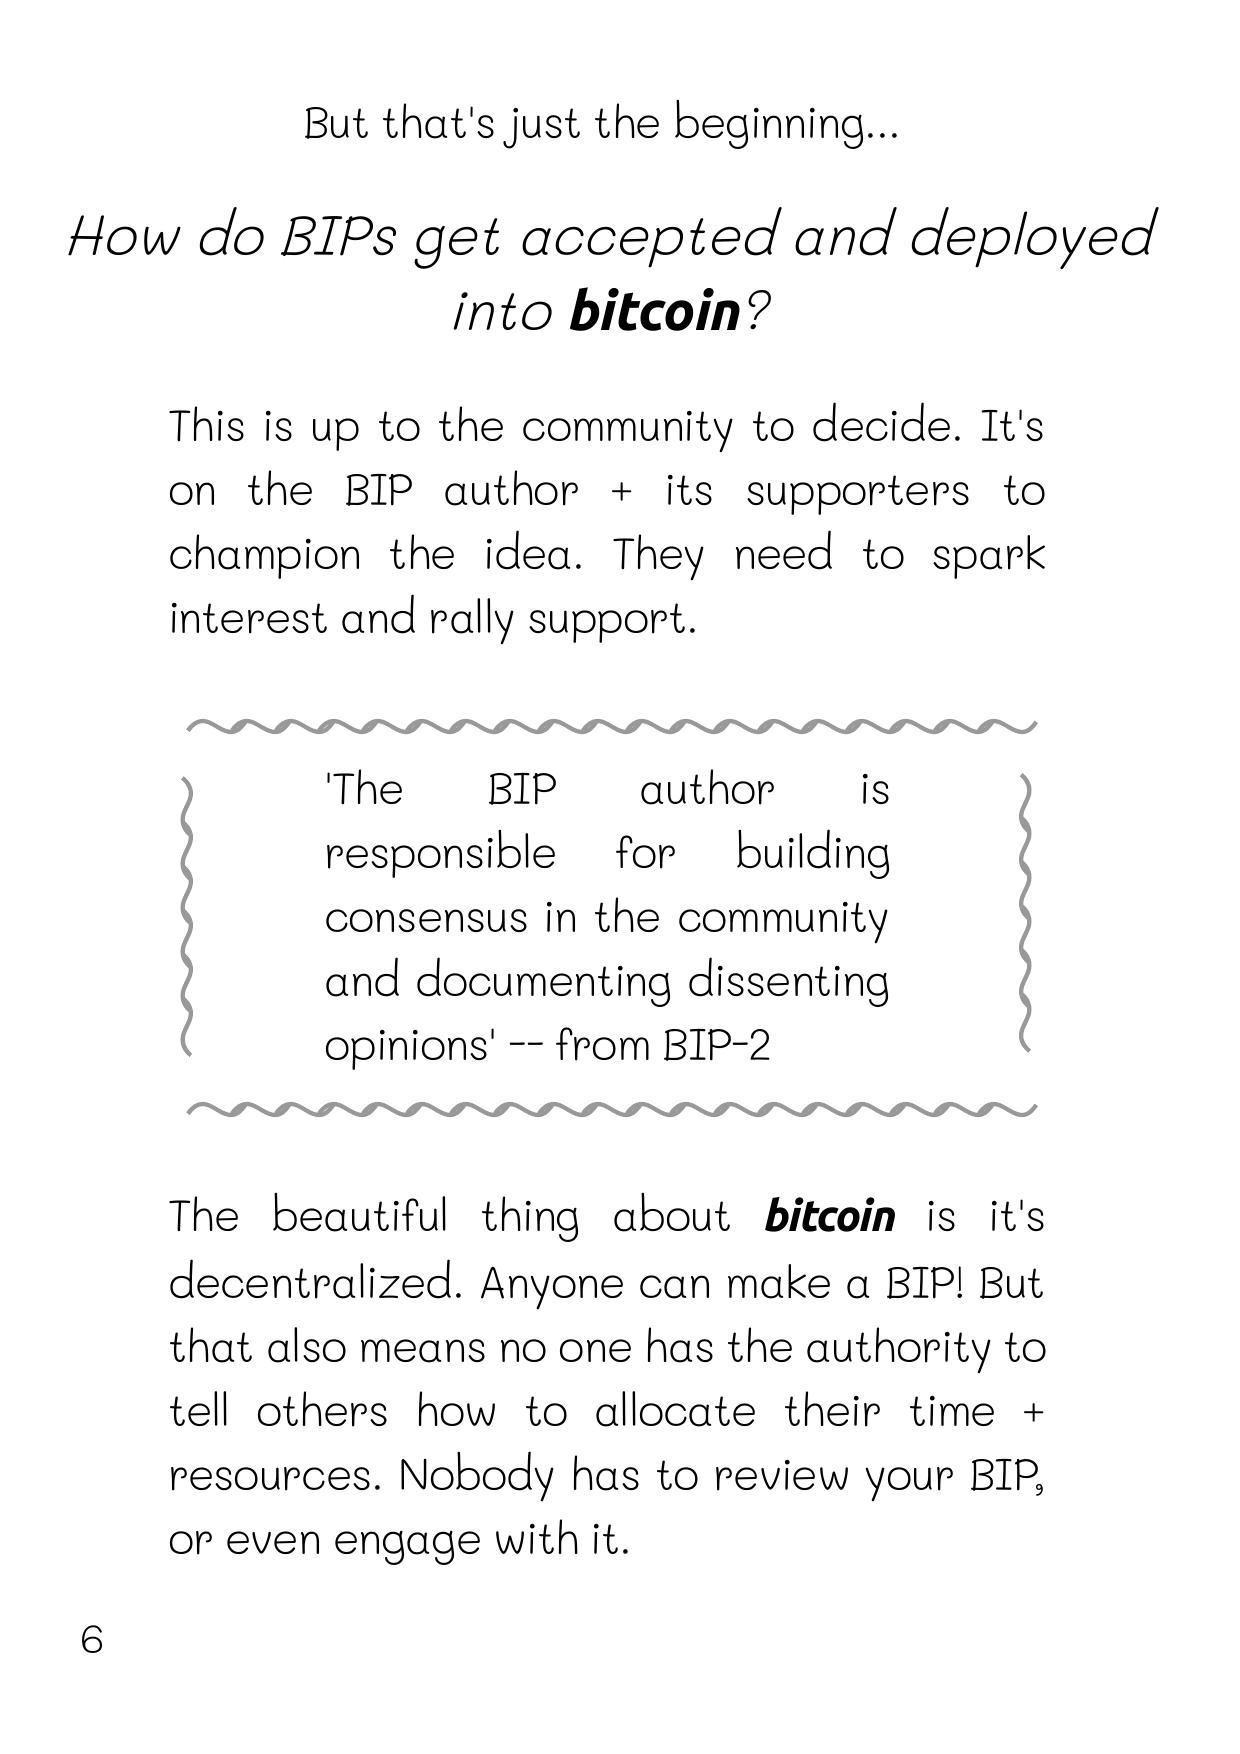 But that's just the beginning...
How do BIPs get accepted and deployed
into bitcoin?
This is up to the community to decide. It's
on the BIP author + its supporters to
champion the idea. They need to spark
interest and rally support.
'The BIP author is
responsible for building
consensus in the community
and documenting dissenting
opinions' -- from BIP-2
The beautiful thing about bitcoin is it's
decentralized. Anyone can make a BIP! But
that also means no one has the authority to
tell others how to allocate their time +
resources. Nobody has to review your BIP,
or even engage with it.
6